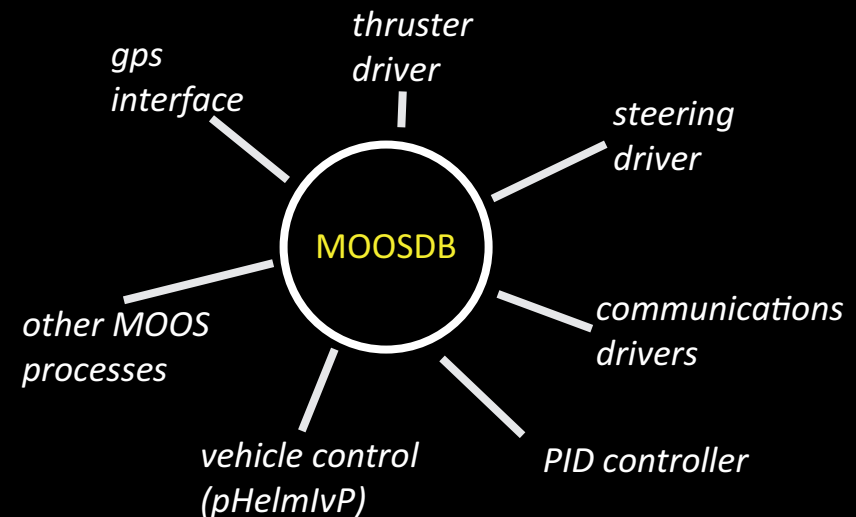 thruster
driver
gps
interface
steering
driver
MOOSDB
communications
drivers
other MOOS
processes
vehicle control
(pHelmIvP)
PID controller